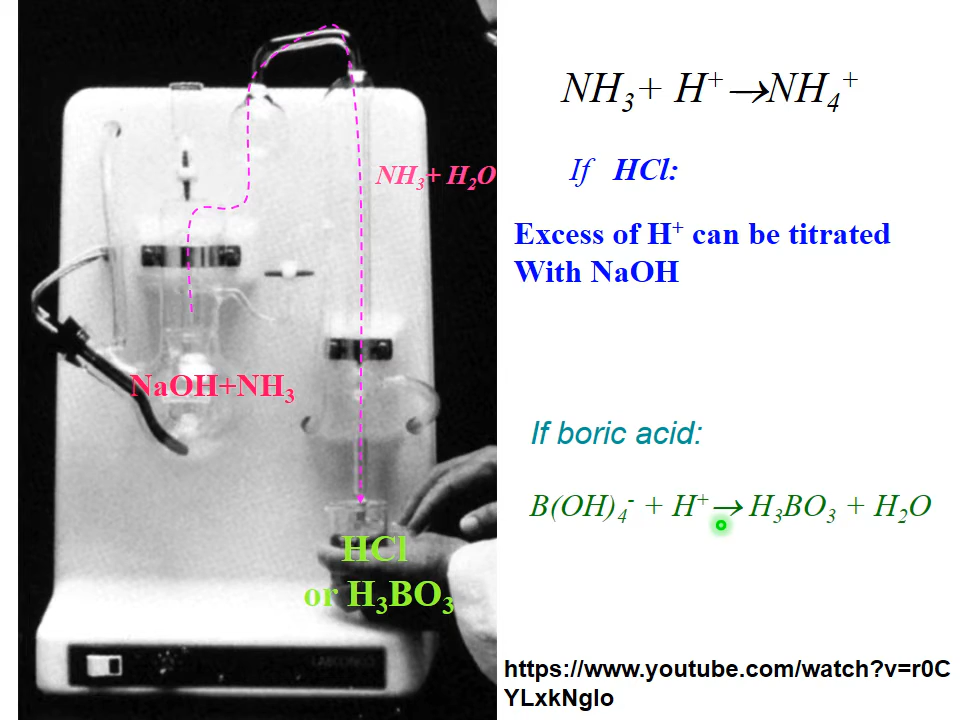 NH₃+ H⁺→NH₄⁺
NH₃+ H₂O
If HCl:
Excess of H⁺ can be titrated
With NaOH
NaOH+NH₃
If boric acid:
B(OH)₄⁻ + H⁺→ H₃BO₃ + H₂O
HCl
or H₃BO₃
LABCONCO
https://www.youtube.com/watch?v=r0C
YLxkNglo